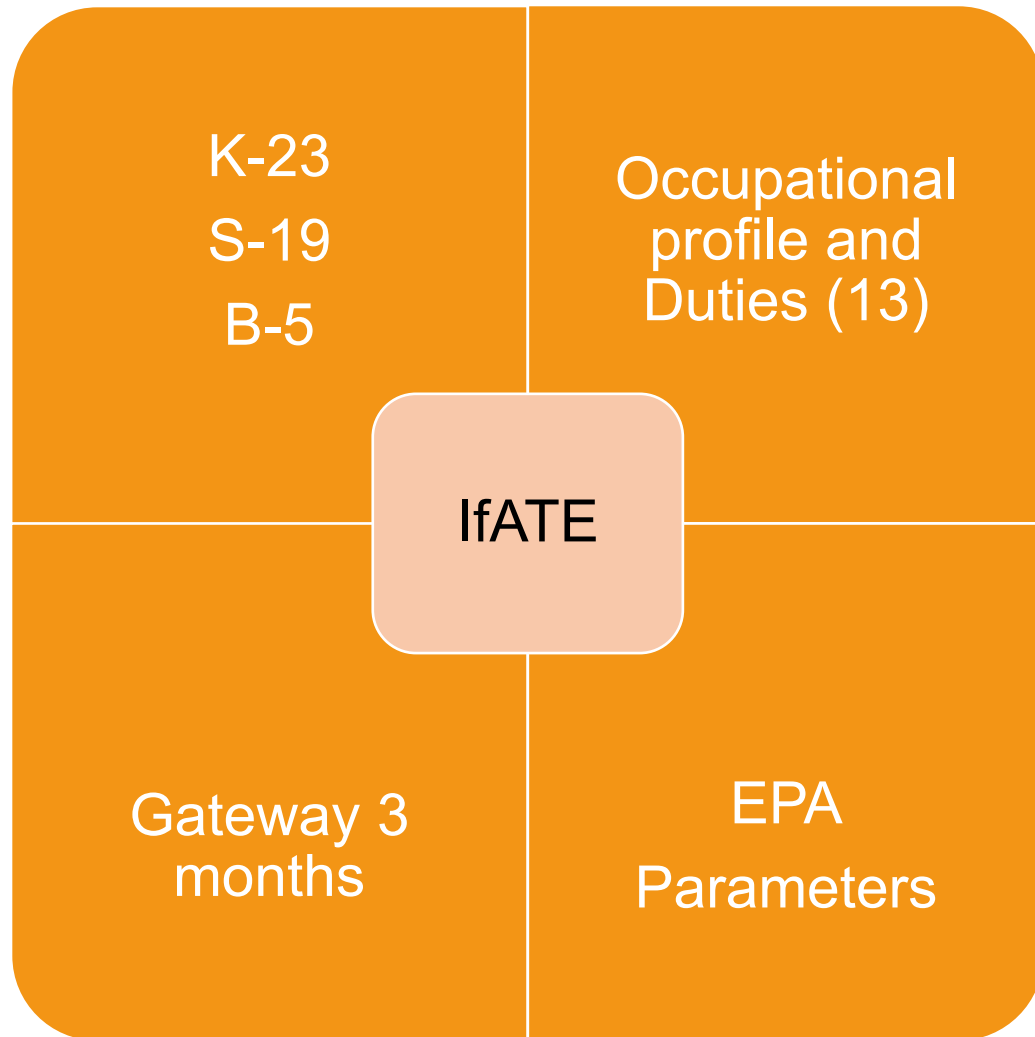 K-23
S-19
B-5
Occupational
profile and
Duties (13)
IfATE
Gateway 3
months
EPA
Parameters